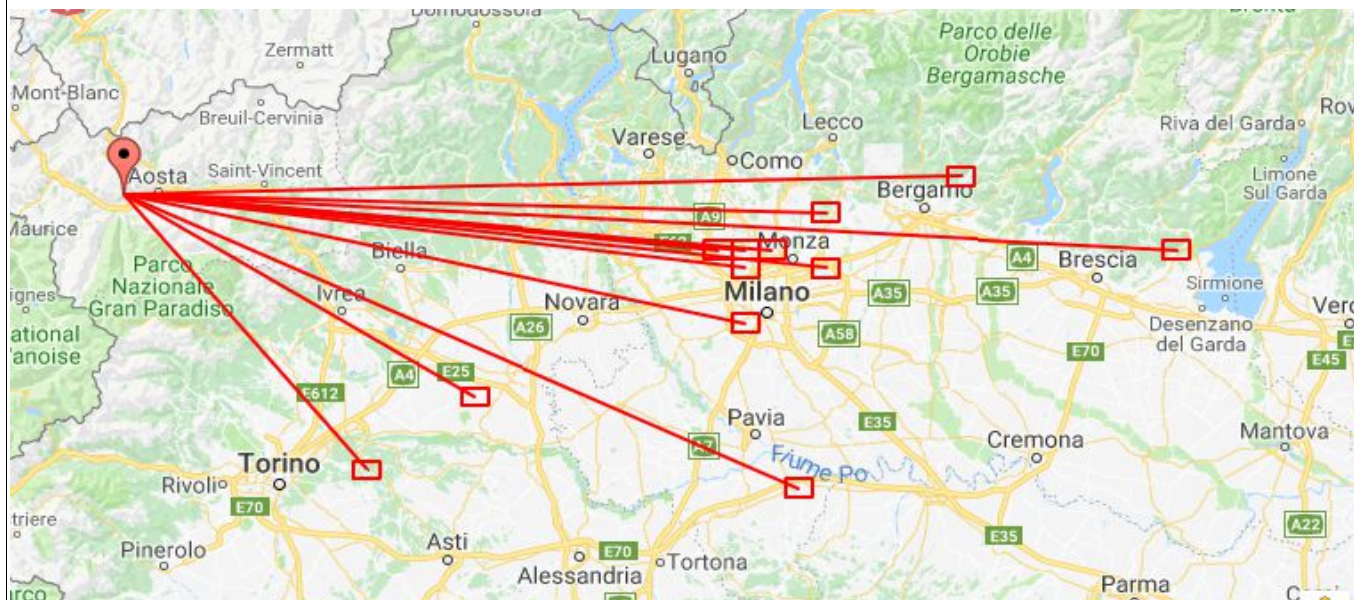 Domodossola
Zermatt
Mont-Blanc
Breuil-Cervinia
Lugano
Parco delle
Orobie
Bergamasche
Lecco
Varese
Como
Riva del Garda
Aosta
Saint-Vincent
Bergamo
Limone
Sul Garda
A9
Biella
Monza
A4
Brescia
Parco
Nazionale
Gran Paradiso
Ivrea
Novara
Milano
A35
A35
Sirmione
A26
A58
Desenzano
del Garda
E70
E45
A4
E25
E612
Pavia
E35
Cremona
Mantova
A7
Fiume Po
Torino
Rivoli
E70
A22
E35
Pinerolo
Asti
E70
Tortona
Alessandria
Parma